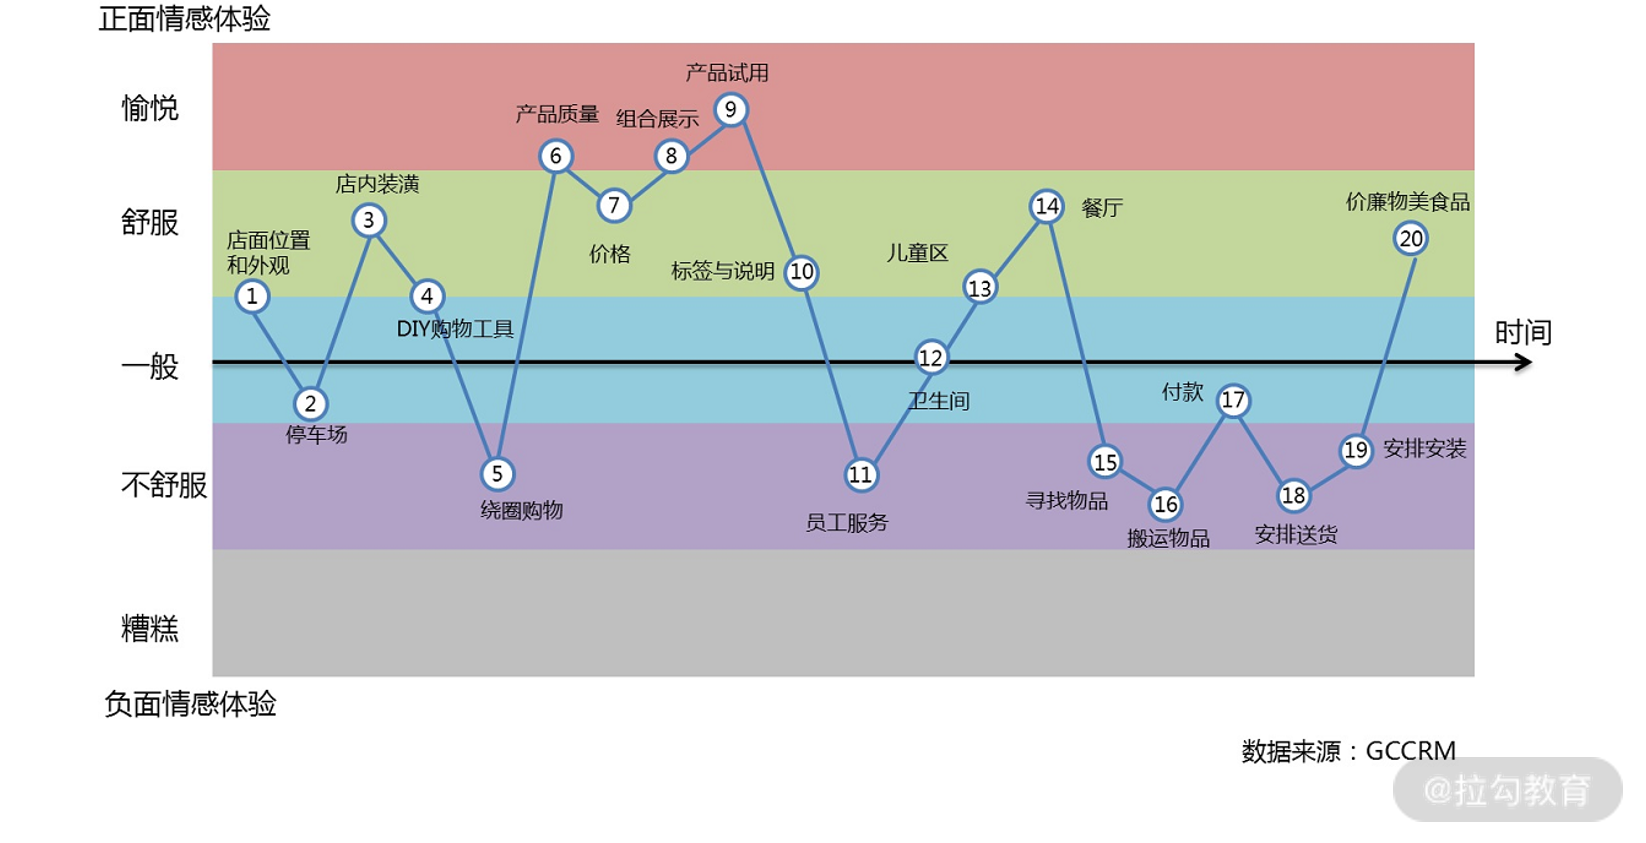 正面情感体验
愉悦
舒服
一般
不舒服
糟糕
负面情感体验
时间
店面位置
和外观
1
停车场
2
店内装潢
3
DIY购物工具
4
绕圈购物
5
产品质量
6
价格
7
组合展示
8
产品试用
9
标签与说明
10
员工服务
11
卫生间
12
儿童区
13
餐厅
14
寻找物品
15
搬运物品
16
付款
17
安排送货
18
安排安装
19
价廉物美食品
20
数据来源：GCCRM
@拉勾教育